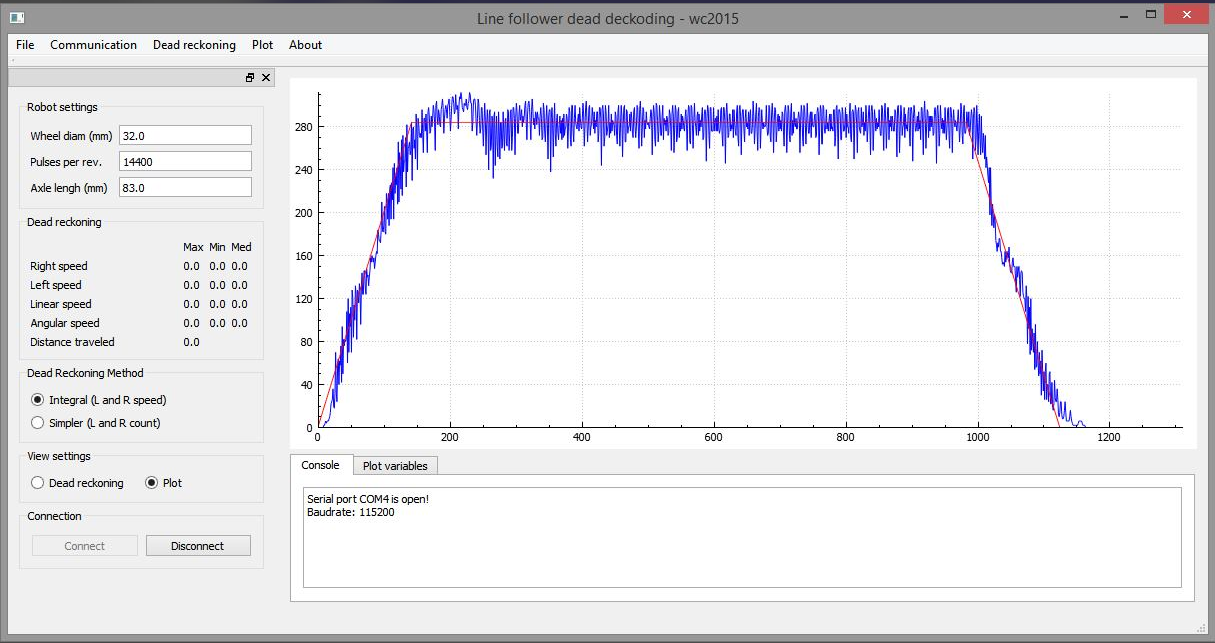 Line follower dead deckoding - wc2015
File Communication Dead reckoning Plot About
Robot settings
Wheel diam (mm) 32.0
Pulses per rev. 14400
Axle lengh (mm) 83.0
Dead reckoning
Max Min Med
Right speed 0.0 0.0 0.0
Left speed 0.0 0.0 0.0
Linear speed 0.0 0.0 0.0
Angular speed 0.0 0.0 0.0
Distance traveled 0.0
Dead Reckoning Method
Integral (L and R speed)
Simpler (L and R count)
View settings
Dead reckoning Plot
Connection
Connect Disconnect
280
240
200
160
120
80
40
0
0 200 400 600 800 1000 1200
Console Plot variables
Serial port COM4 is open!
Baudrate: 115200